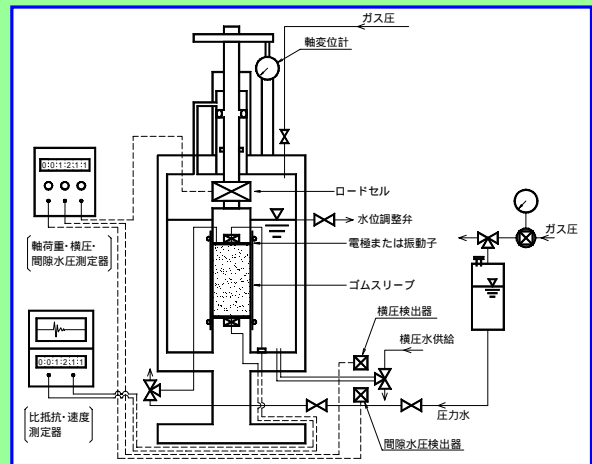 ガス圧
軸変位計
0:0:1:2:1:1
ロードセル
水位調整弁
ガス圧
軸荷重・横圧・
間隙水圧測定器
電極または振動子
ゴムスリーブ
横圧検出器
横圧水供給
0:0:1:2:1:1
圧力水
比抵抗・速度
測定器
間隙水圧検出器